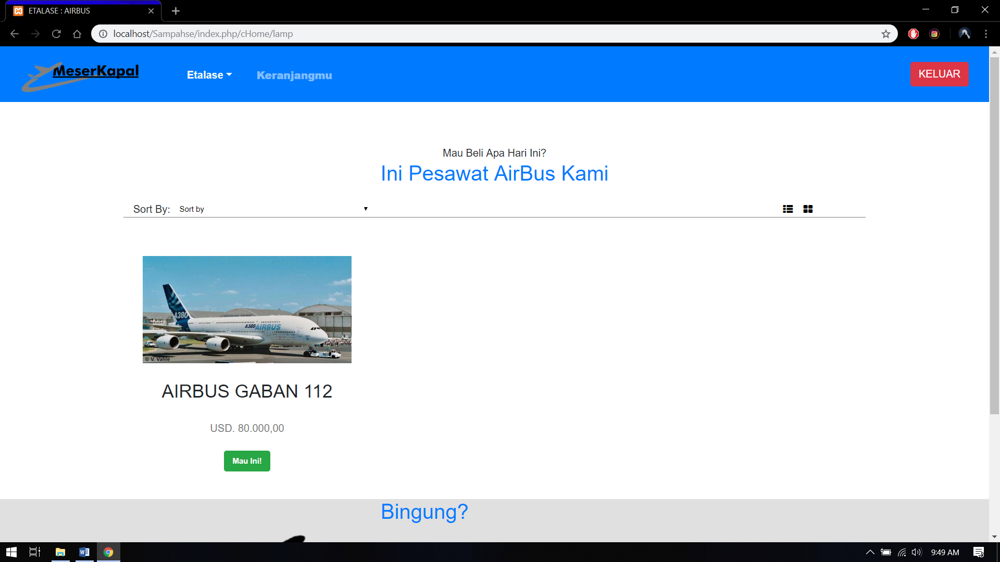 ETALASE : AIRBUS
localhost/Sampahse/index.php/cHome/lamp
MeserKapal
Etalase
Keranjangmu
KELUAR
Mau Beli Apa Hari Ini?
Ini Pesawat AirBus Kami
Sort By: Sort by
A380
A380 AIRBUS
© V. Vahle
AIRBUS GABAN 112
USD. 80.000,00
Mau Ini!
Bingung?
9:49 AM